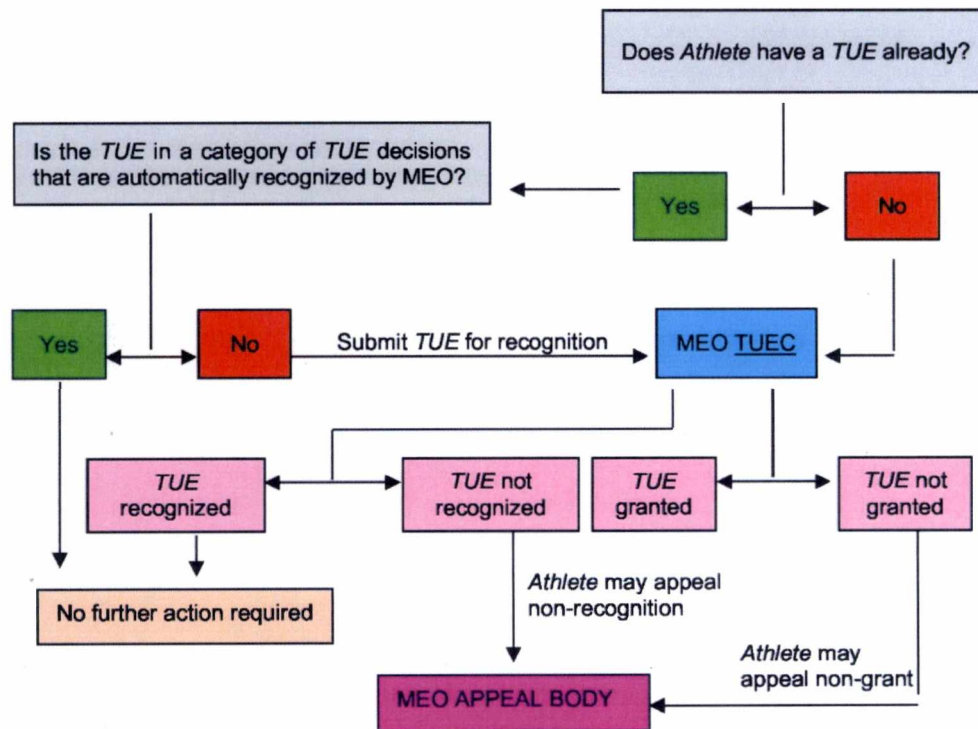 Does Athlete have a TUE already?
Is the TUE in a category of TUE decisions
that are automatically recognized by MEO?
Yes
No
Yes
No
Submit TUE for recognition
MEO TUEC
TUE
recognized
TUE not
recognized
TUE
granted
TUE not
granted
Athlete may appeal
non-recognition
No further action required
Athlete may
appeal non-grant
MEO APPEAL BODY